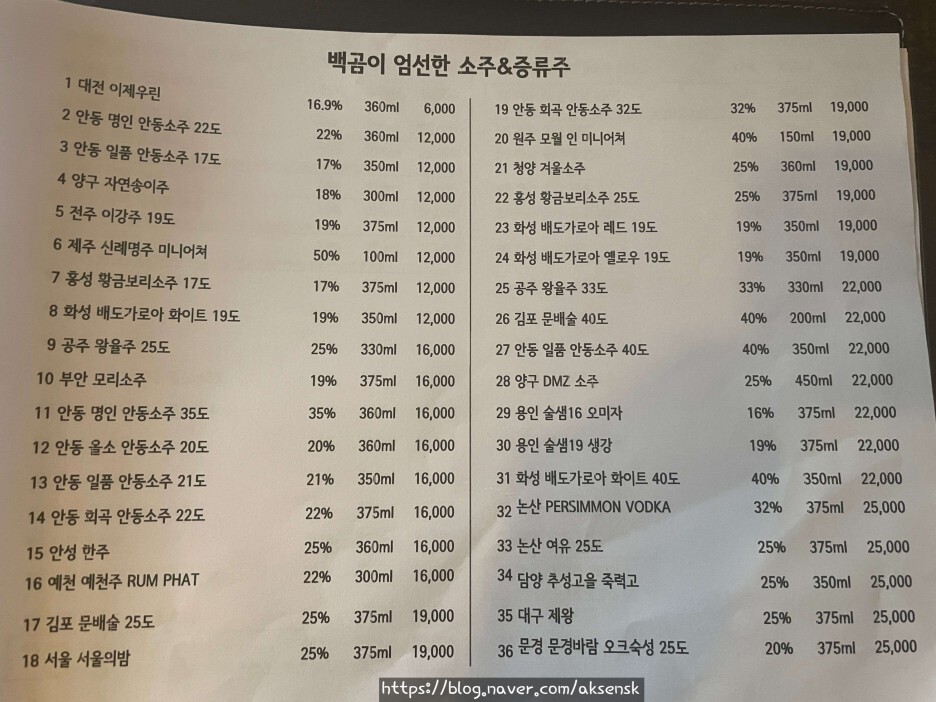 백곰이 엄선한 소주&증류주
1 대전 이제우린 16.9% 360ml 6,000
2 안동 명인 안동소주 22도 22% 360ml 12,000
3 안동 일품 안동소주 17도 17% 350ml 12,000
4 양구 자연송이주 18% 300ml 12,000
5 전주 이강주 19도 19% 375ml 12,000
6 제주 신례명주 미니어쳐 50% 100ml 12,000
7 홍성 황금보리소주 17도 17% 375ml 12,000
8 화성 배도가로아 화이트 19도 19% 350ml 12,000
9 공주 왕율주 25도 25% 330ml 16,000
10 부안 모리소주 19% 375ml 16,000
11 안동 명인 안동소주 35도 35% 360ml 16,000
12 안동 올소 안동소주 20도 20% 360ml 16,000
13 안동 일품 안동소주 21도 21% 350ml 16,000
14 안동 회곡 안동소주 22도 22% 375ml 16,000
15 안성 한주 25% 360ml 16,000
16 예천 예천주 RUM PHAT 22% 300ml 16,000
17 김포 문배술 25도 25% 375ml 19,000
18 서울 서울의밤 25% 375ml 19,000
19 안동 회곡 안동소주 32도 32% 375ml 19,000
20 원주 모월 인 미니어쳐 40% 150ml 19,000
21 청양 겨울소주 25% 360ml 19,000
22 홍성 황금보리소주 25도 25% 375ml 19,000
23 화성 배도가로아 레드 19도 19% 350ml 19,000
24 화성 배도가로아 옐로우 19도 19% 350ml 19,000
25 공주 왕율주 33도 33% 330ml 22,000
26 김포 문배술 40도 40% 200ml 22,000
27 안동 일품 안동소주 40도 40% 350ml 22,000
28 양구 DMZ 소주 25% 450ml 22,000
29 용인 술샘16 오미자 16% 375ml 22,000
30 용인 술샘19 생강 19% 375ml 22,000
31 화성 배도가로아 화이트 40도 40% 350ml 22,000
32 논산 PERSIMMON VODKA 32% 375ml 25,000
33 논산 여유 25도 25% 375ml 25,000
34 담양 추성고을 죽력고 25% 350ml 25,000
35 대구 제왕 25% 375ml 25,000
36 문경 문경바람 오크숙성 25도 20% 375ml 25,000
https://blog.naver.com/aksensk